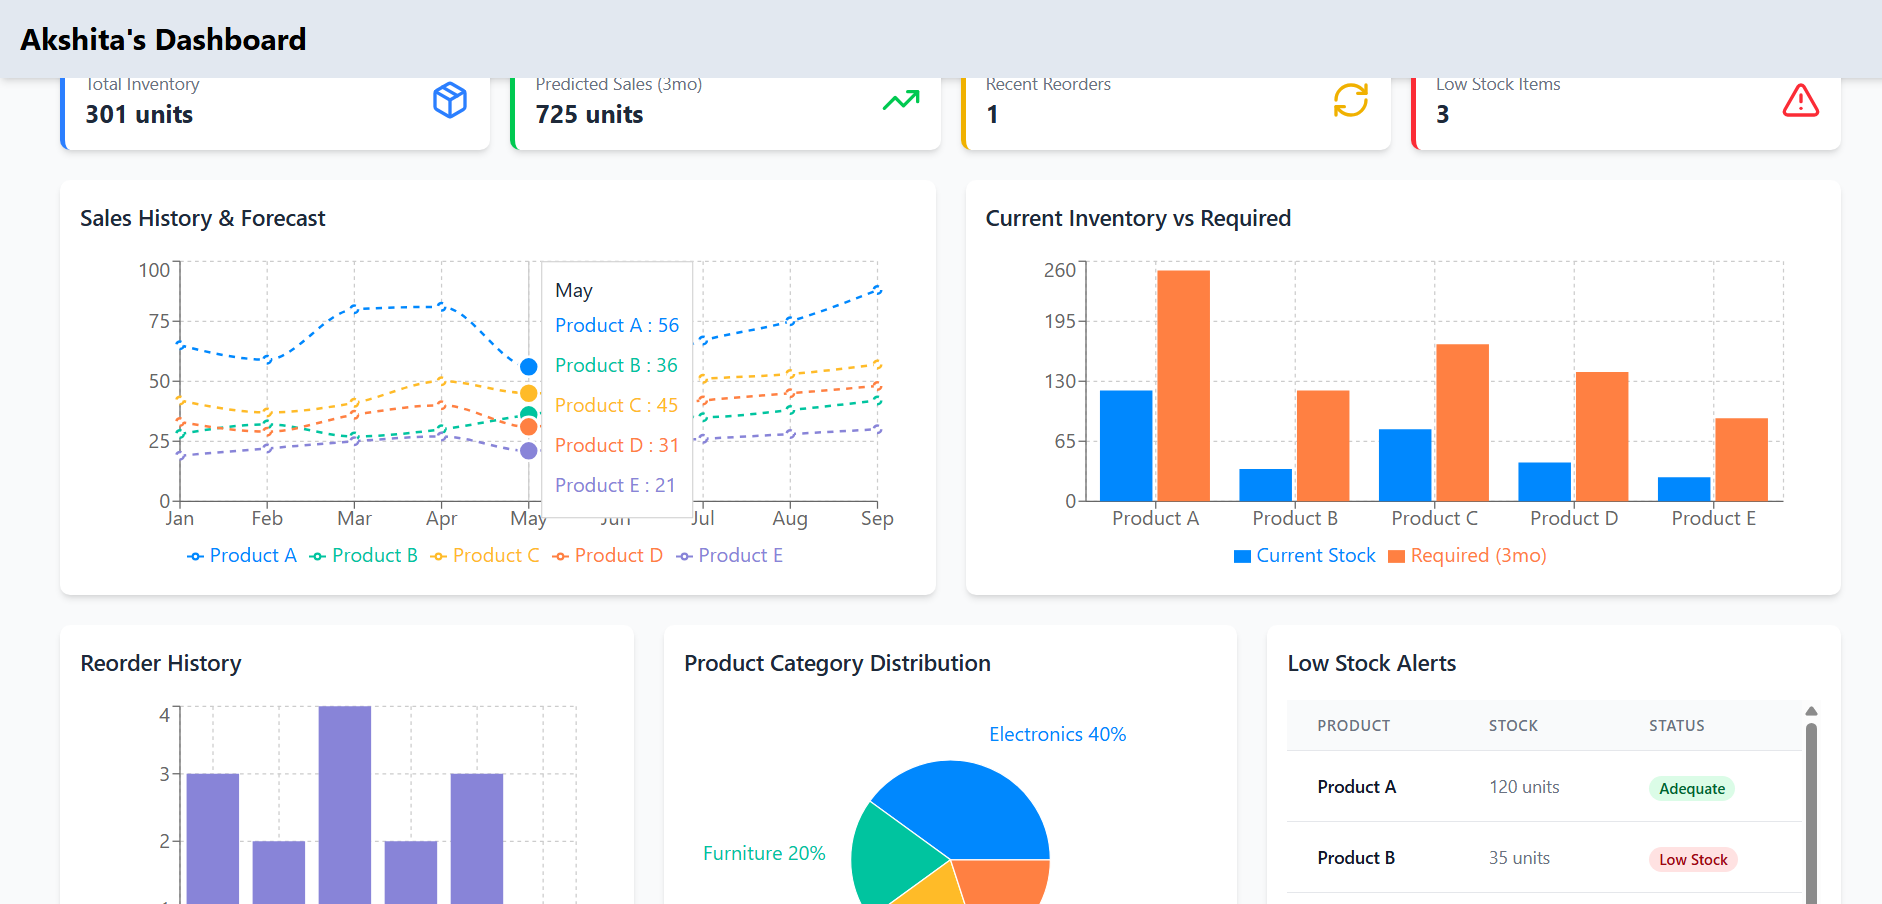 Akshita's Dashboard
Total Inventory
301 units
Predicted Sales (3mo)
725 units
Recent Reorders
1
Low Stock Items
3
Sales History & Forecast
100
75
50
25
0
Jan Feb Mar Apr May Jun Jul Aug Sep
May
Product A : 56
Product B : 36
Product C : 45
Product D : 31
Product E : 21
Product A Product B Product C Product D Product E
Current Inventory vs Required
260
195
130
65
0
Product A Product B Product C Product D Product E
Current Stock Required (3mo)
Reorder History
4
3
2
Product Category Distribution
Electronics 40%
Furniture 20%
Low Stock Alerts
PRODUCT STOCK STATUS
Product A 120 units Adequate
Product B 35 units Low Stock